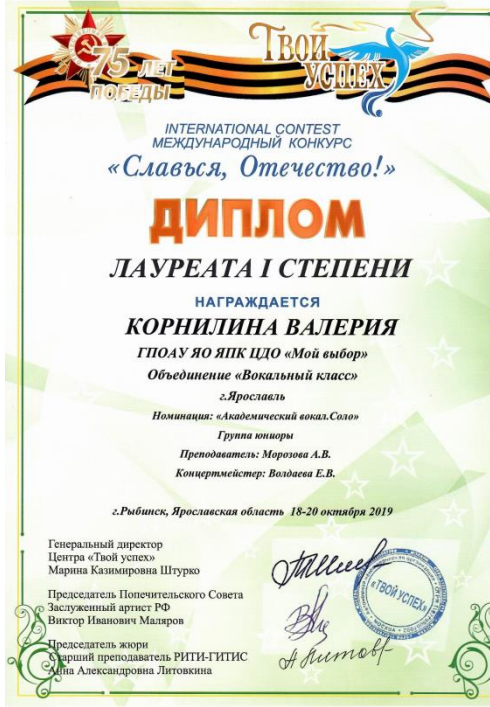 75 ЛЕТ
ПОБЕДЫ
ТВОЙ
УСПЕХ
INTERNATIONAL CONTEST
МЕЖДУНАРОДНЫЙ КОНКУРС
«Славься, Отечество!»
ДИПЛОМ
ЛАУРЕАТА I СТЕПЕНИ
НАГРАЖДАЕТСЯ
КОРНИЛИНА ВАЛЕРИЯ
ГПОАУ ЯО ЯПК ЦДО «Мой выбор»
Объединение «Вокальный класс»
г.Ярославль
Номинация: «Академический вокал.Соло»
Группа юниоры
Преподаватель: Морозова А.В.
Концертмейстер: Волдаева Е.В.
г.Рыбинск, Ярославская область 18-20 октября 2019
Генеральный директор
Центра «Твой успех»
Марина Казимировна Штурко
Председатель Попечительского Совета
Заслуженный артист РФ
Виктор Иванович Маляров
Председатель жюри
Старший преподаватель РИТИ-ГИТИС
Анна Александровна Литовкина
«ТВОЙ УСПЕХ»